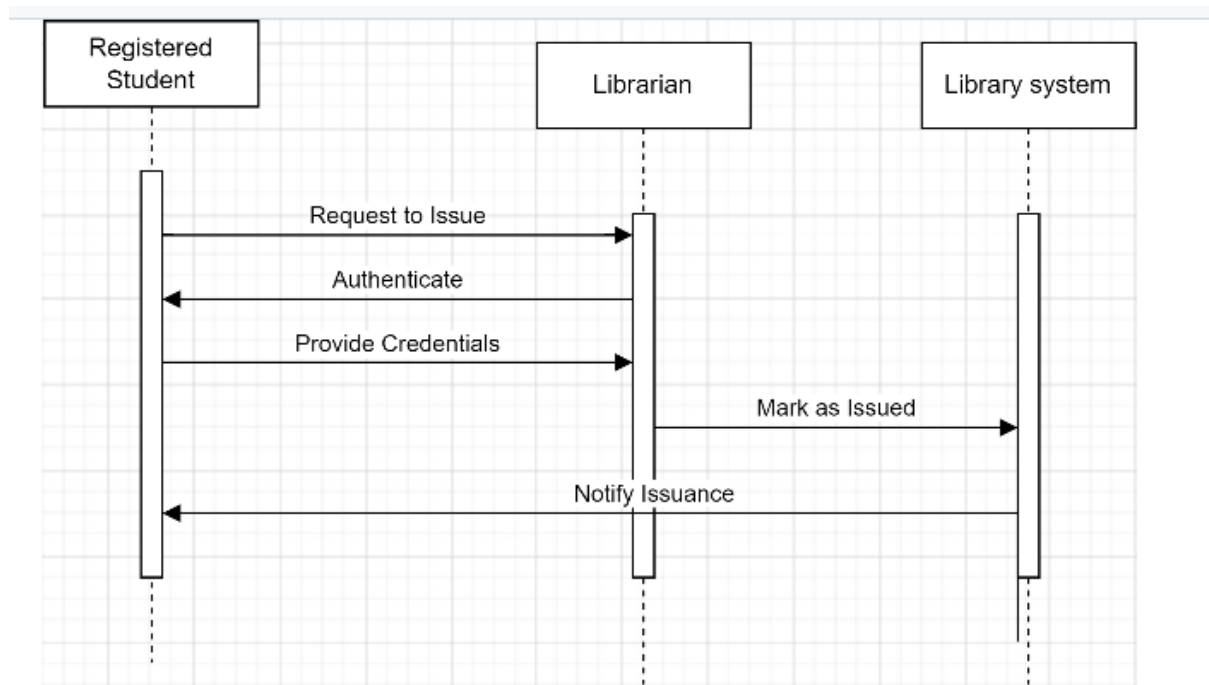 Registered
Student
Librarian
Library system
Request to Issue
Authenticate
Provide Credentials
Mark as Issued
Notify Issuance